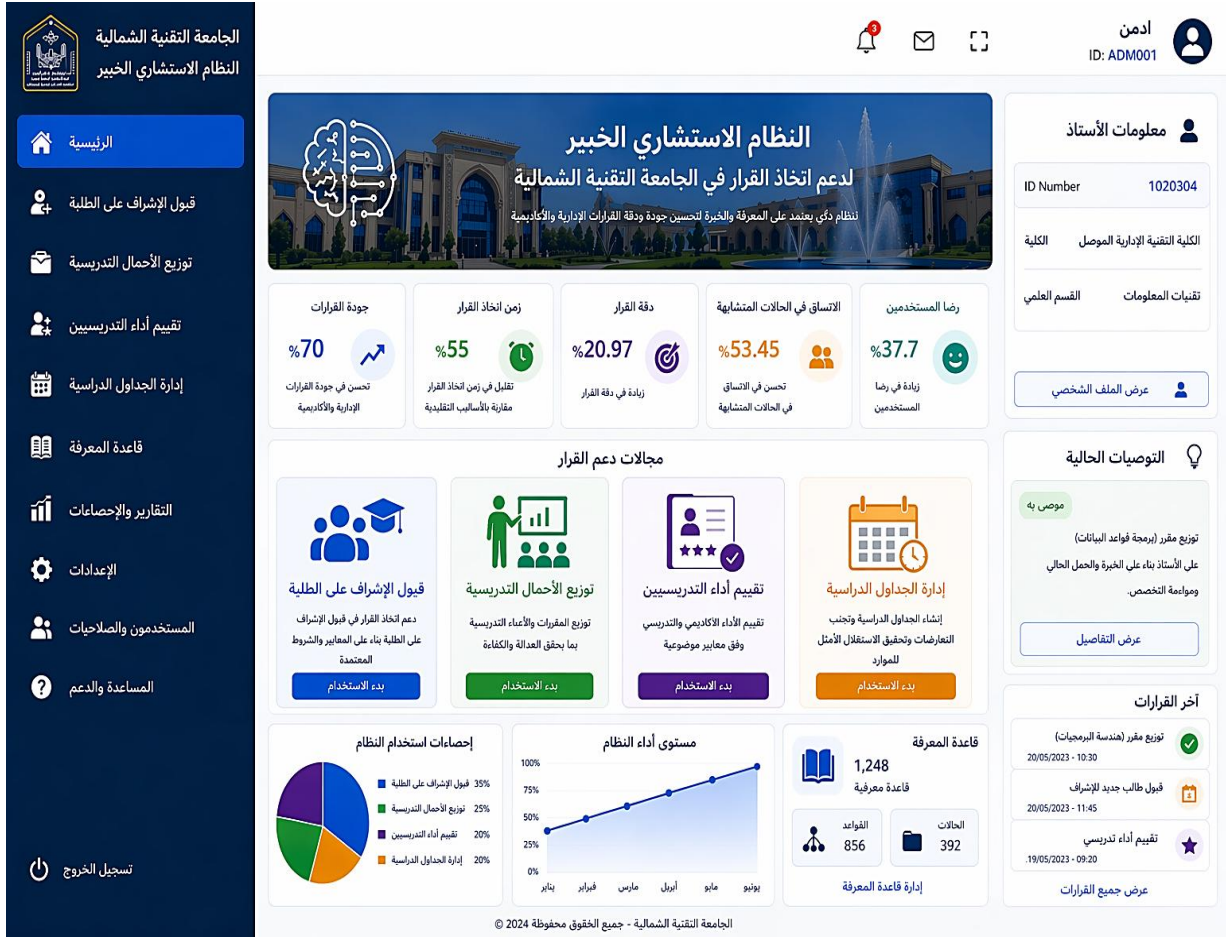 الجامعة التقنية الشمالية
النظام الاستشاري الخبير
الرئيسية
قبول الإشراف على الطلبة
توزيع الأحمال التدريسية
تقييم أداء التدريسيين
إدارة الجداول الدراسية
قاعدة المعرفة
التقارير والإحصاءات
الإعدادات
المستخدمون والصلاحيات
المساعدة والدعم
تسجيل الخروج
3
ادمن
ID: ADM001
النظام الاستشاري الخبير
لدعم اتخاذ القرار في الجامعة التقنية الشمالية
نظام ذكي يعتمد على المعرفة والخبرة لتحسين جودة ودقة القرارات الإدارية والأكاديمية
معلومات الأستاذ
ID Number 1020304
الكلية الكلية التقنية الإدارية الموصل
القسم العلمي تقنيات المعلومات
عرض الملف الشخصي
رضا المستخدمين
%37.7
زيادة في رضا
المستخدمين
الاتساق في الحالات المتشابهة
%53.45
تحسن في الاتساق
في الحالات المتشابهة
دقة القرار
%20.97
زيادة في دقة القرار
زمن اتخاذ القرار
%55
تقليل في زمن اتخاذ القرار
مقارنة بالأساليب التقليدية
جودة القرارات
%70
تحسن في جودة القرارات
الإدارية والأكاديمية
مجالات دعم القرار
إدارة الجداول الدراسية
إنشاء الجداول الدراسية وتجنب
التعارضات وتحقيق الاستقلال الأمثل
للموارد
بدء الاستخدام
تقييم أداء التدريسيين
تقييم الأداء الأكاديمي والتدريسي
وفق معايير موضوعية
بدء الاستخدام
توزيع الأحمال التدريسية
توزيع المقررات والأعباء التدريسية
بما يحقق العدالة والكفاءة
بدء الاستخدام
قبول الإشراف على الطلبة
دعم اتخاذ القرار في قبول الإشراف
على الطلبة بناء على المعايير والشروط
المعتمدة
بدء الاستخدام
التوصيات الحالية
موصى به
توزيع مقرر (برمجة قواعد البيانات)
على الأستاذ بناء على الخبرة والحمل الحالي
ومواءمة التخصص.
عرض التفاصيل
آخر القرارات
توزيع مقرر (هندسة البرمجيات)
20/05/2023 - 10:30
قبول طالب جديد للإشراف
20/05/2023 - 11:45
تقييم أداء تدريسي
19/05/2023 - 09:20.
عرض جميع القرارات
قاعدة المعرفة
1,248
قاعدة معرفية
الحالات
392
القواعد
856
إدارة قاعدة المعرفة
مستوى أداء النظام
100%
75%
50%
25%
0%
يناير فبراير مارس أبريل مايو يونيو
إحصاءات استخدام النظام
قبول الإشراف على الطلبة 35%
توزيع الأحمال التدريسية 25%
تقييم أداء التدريسيين 20%
إدارة الجداول الدراسية 20%
الجامعة التقنية الشمالية - جميع الحقوق محفوظة 2024 ©